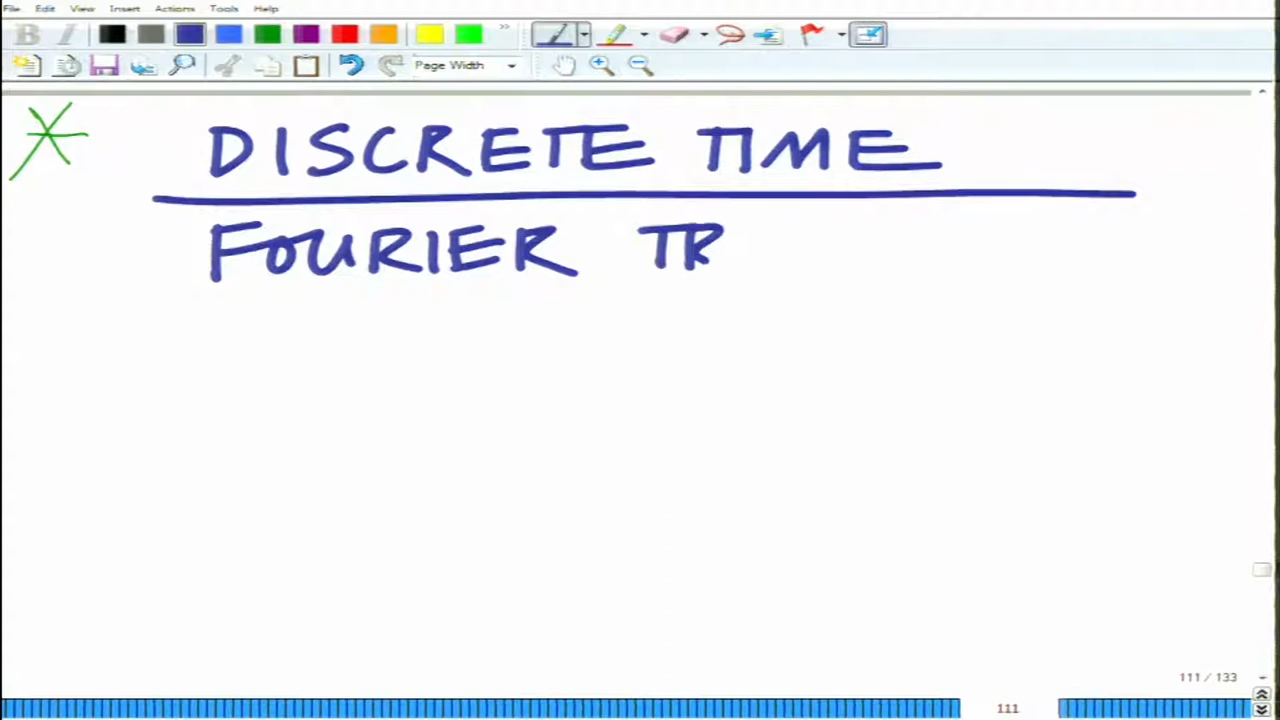 File Edit View Insert Actions Tools Help
B I
Page Width
DISCRETE TIME
FOURIER TR
111 / 133
111